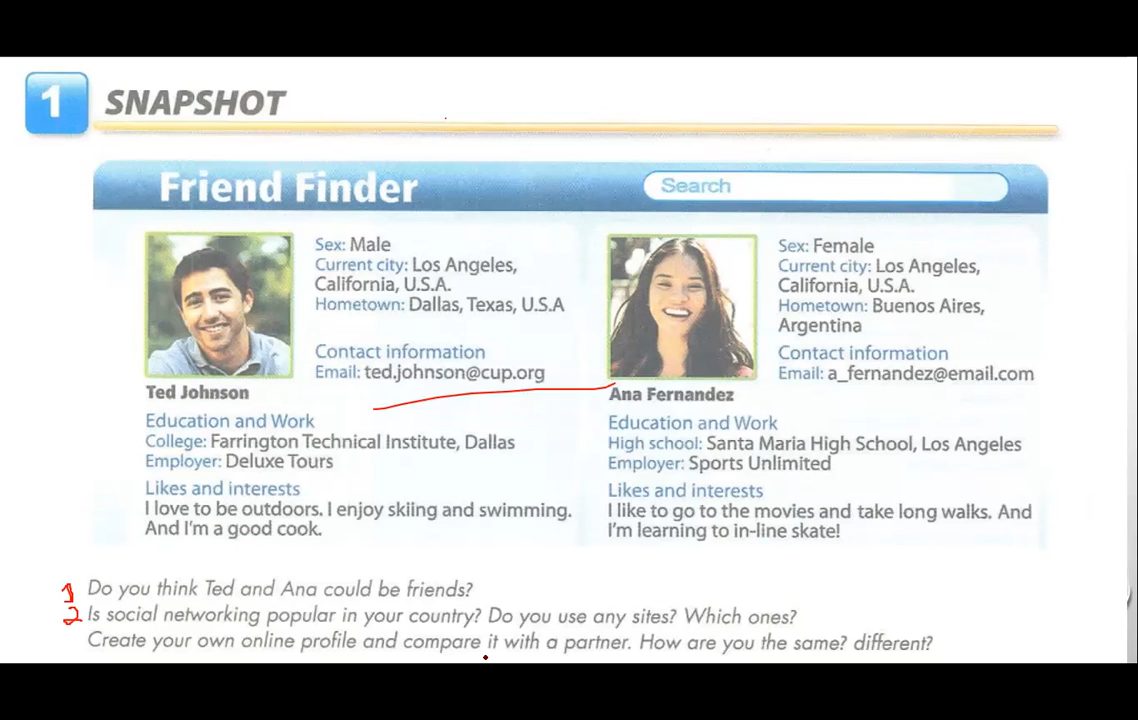 1 SNAPSHOT
Friend Finder
Search
Sex: Male
Current city: Los Angeles,
California, U.S.A.
Hometown: Dallas, Texas, U.S.A
Contact information
Email: ted.johnson@cup.org
Ted Johnson
Education and Work
College: Farrington Technical Institute, Dallas
Employer: Deluxe Tours
Likes and interests
I love to be outdoors. I enjoy skiing and swimming.
And I'm a good cook.
Sex: Female
Current city: Los Angeles,
California, U.S.A.
Hometown: Buenos Aires,
Argentina
Contact information
Email: a_fernandez@email.com
Ana Fernandez
Education and Work
High school: Santa Maria High School, Los Angeles
Employer: Sports Unlimited
Likes and interests
I like to go to the movies and take long walks. And
I'm learning to in-line skate!
1 Do you think Ted and Ana could be friends?
2 Is social networking popular in your country? Do you use any sites? Which ones?
Create your own online profile and compare it with a partner. How are you the same? different?